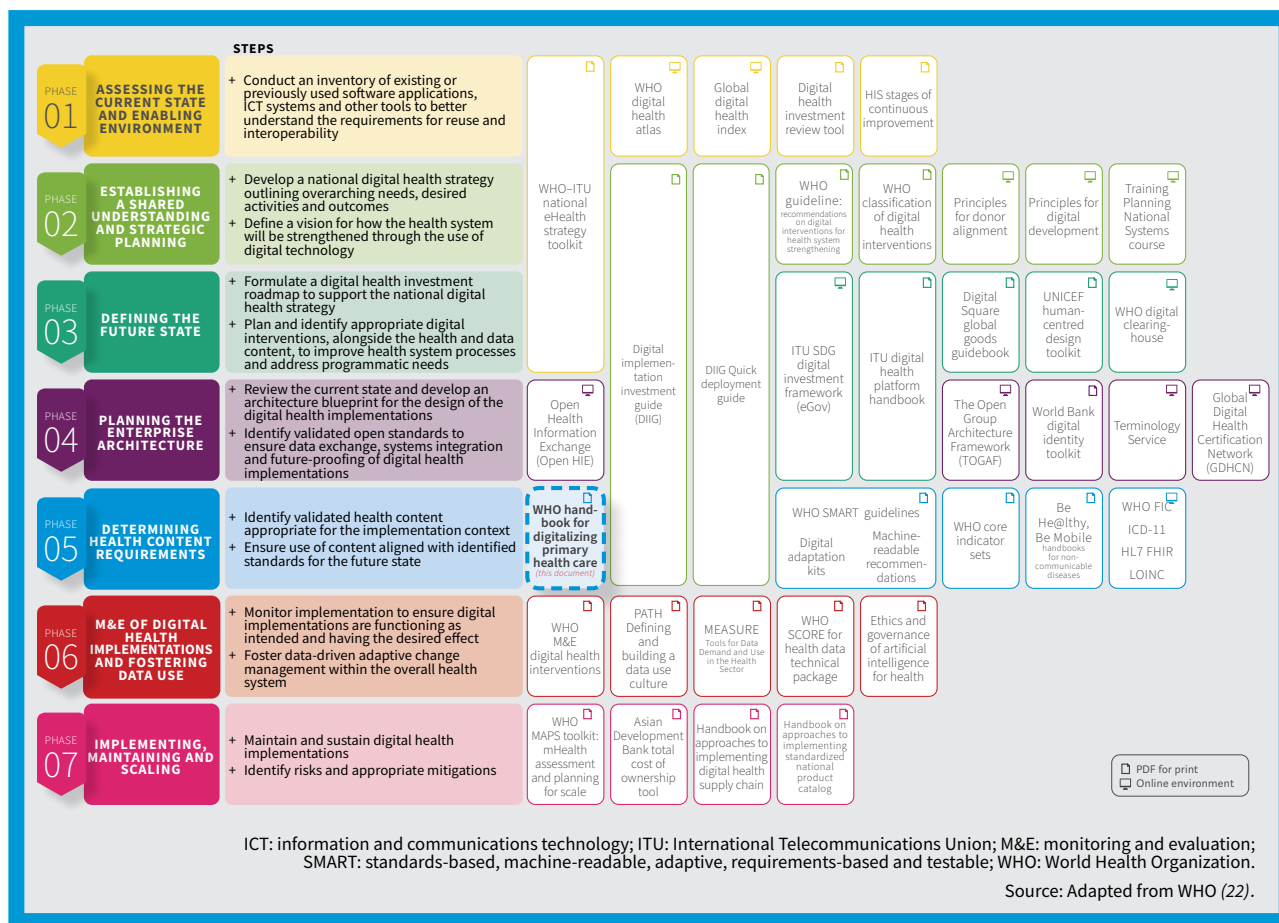 STEPS
PHASE
01
ASSESSING THE
CURRENT STATE
AND ENABLING
ENVIRONMENT
+ Conduct an inventory of existing or
previously used software applications,
ICT systems and other tools to better
understand the requirements for reuse and
interoperability
WHO–ITU
national
eHealth
strategy
toolkit
WHO
digital
health
atlas
Global
digital
health
index
Digital
health
investment
review tool
HIS stages of
continuous
improvement
PHASE
02
ESTABLISHING
A SHARED
UNDERSTANDING
AND STRATEGIC
PLANNING
+ Develop a national digital health strategy
outlining overarching needs, desired
activities and outcomes
+ Define a vision for how the health system
will be strengthened through the use of
digital technology
Digital
implemen-
tation
investment
guide
(DIIG)
DIIG Quick
deployment
guide
WHO
guideline:
recommendations
on digital
interventions for
health system
strengthening
WHO
classification
of digital
health
interventions
Principles
for donor
alignment
Principles for
digital
development
Training
Planning
National
Systems
course
PHASE
03
DEFINING THE
FUTURE STATE
+ Formulate a digital health investment
roadmap to support the national digital
health strategy
+ Plan and identify appropriate digital
interventions, alongside the health and data
content, to improve health system processes
and address programmatic needs
ITU SDG
digital
investment
framework
(eGov)
ITU digital
health
platform
handbook
Digital
Square
global
goods
guidebook
UNICEF
human-
centred
design
toolkit
WHO digital
clearing-
house
PHASE
04
PLANNING THE
ENTERPRISE
ARCHITECTURE
+ Review the current state and develop an
architecture blueprint for the design of the
digital health implementations
+ Identify validated open standards to
ensure data exchange, systems integration
and future-proofing of digital health
implementations
Open
Health
Information
Exchange
(Open HIE)
The Open
Group
Architecture
Framework
(TOGAF)
World Bank
digital
identity
toolkit
Terminology
Service
Global
Digital
Health
Certification
Network
(GDHCN)
PHASE
05
DETERMINING
HEALTH CONTENT
REQUIREMENTS
+ Identify validated health content
appropriate for the implementation context
+ Ensure use of content aligned with identified
standards for the future state
WHO hand-
book for
digitalizing
primary
health care
(this document)
WHO SMART guidelines
Digital
adaptation
kits
Machine-
readable
recommen-
dations
WHO core
indicator
sets
Be
He@lthy,
Be Mobile
handbooks
for non-
communicable
diseases
WHO FIC
ICD-11
HL7 FHIR
LOINC
PHASE
06
M&E OF DIGITAL
HEALTH
IMPLEMENTATIONS
AND FOSTERING
DATA USE
+ Monitor implementation to ensure digital
implementations are functioning as
intended and having the desired effect
+ Foster data-driven adaptive change
management within the overall health
system
WHO
M&E
digital health
interventions
PATH
Defining
and
building a
data use
culture
MEASURE
Tools for Data
Demand and Use
in the Health
Sector
WHO
SCORE for
health data
technical
package
Ethics and
governance
of artificial
intelligence
for health
PHASE
07
IMPLEMENTING,
MAINTAINING AND
SCALING
+ Maintain and sustain digital health
implementations
+ Identify risks and appropriate mitigations
WHO
MAPS toolkit:
mHealth
assessment
and planning
for scale
Asian
Development
Bank total
cost of
ownership
tool
Handbook on
approaches to
implementing
digital health
supply chain
Handbook on
approaches to
implementing
standardized
national
product
catalog
PDF for print
Online environment
ICT: information and communications technology; ITU: International Telecommunications Union; M&E: monitoring and evaluation;
SMART: standards-based, machine-readable, adaptive, requirements-based and testable; WHO: World Health Organization.
Source: Adapted from WHO (22).